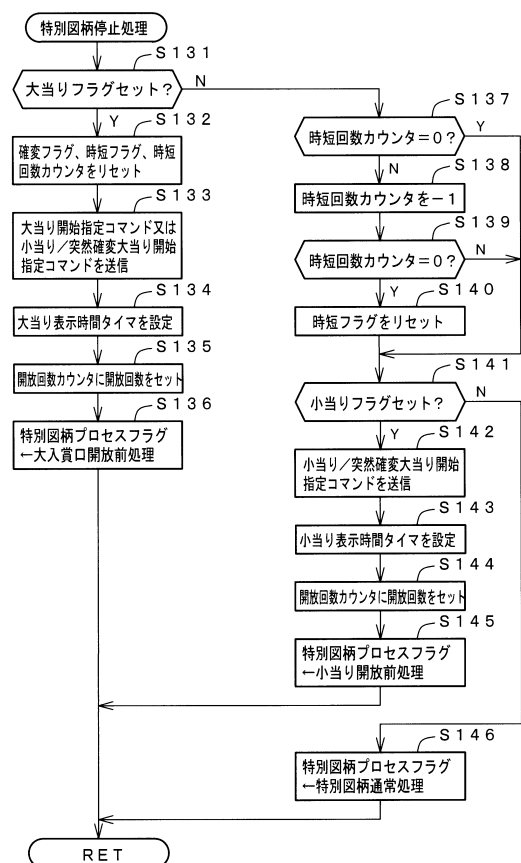 特別図柄停止処理
S131
大当りフラグセット？
N
Y
S132
確変フラグ、時短フラグ、時短
回数カウンタをリセット
S133
大当り開始指定コマンド又は
小当り／突然確変大当り開始
指定コマンドを送信
S134
大当り表示時間タイマを設定
S135
開放回数カウンタに開放回数をセット
S136
特別図柄プロセスフラグ
←大入賞口開放前処理
S137
時短回数カウンタ＝0？
Y
N
S138
時短回数カウンタを－1
S139
時短回数カウンタ＝0？
N
Y
S140
時短フラグをリセット
S141
小当りフラグセット？
N
Y
S142
小当り／突然確変大当り開始
指定コマンドを送信
S143
小当り表示時間タイマを設定
S144
開放回数カウンタに開放回数をセット
S145
特別図柄プロセスフラグ
←小当り開放前処理
S146
特別図柄プロセスフラグ
←特別図柄通常処理
RET